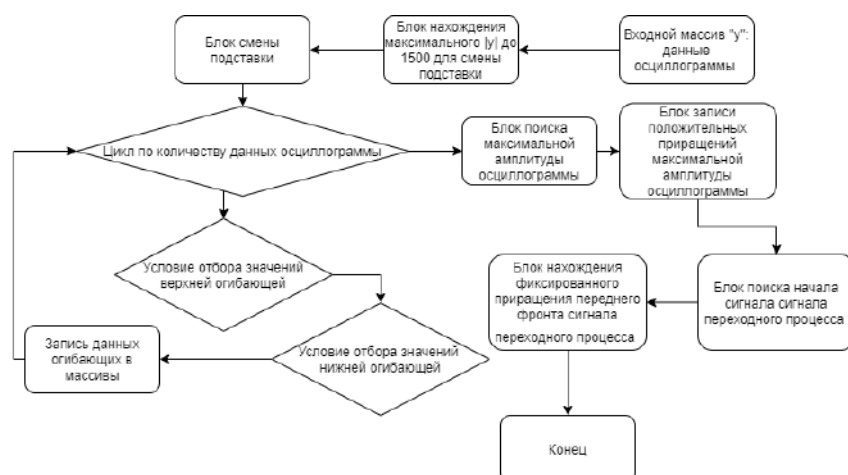 Входной массив "y":
данные
осциллограммы
Блок нахождения
максимального |y| до
1500 для смены
подставки
Блок смены
подставки
Цикл по количеству данных осциллограммы
Условие отбора значений
верхней огибающей
Условие отбора значений
нижней огибающей
Запись данных
огибающих в
массивы
Блок поиска
максимальной
амплитуды
осциллограммы
Блок записи
положительных
приращений
максимальной
амплитуды
осциллограммы
Блок поиска начала
сигнала сигнала
переходного процесса
Блок нахождения
фиксированного
приращения переднего
фронта сигнала
переходного процесса
Конец